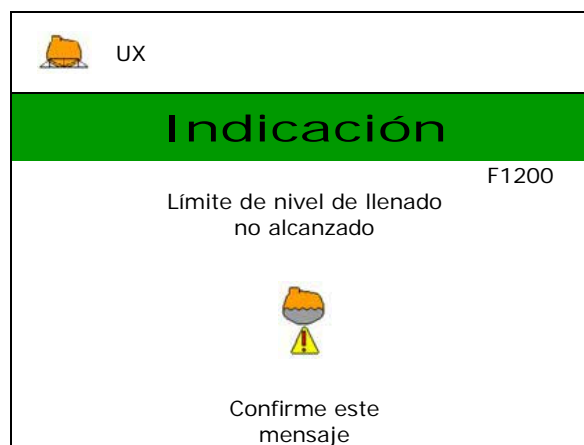 UX
Indicación
F1200
Límite de nivel de llenado
no alcanzado
Confirme este
mensaje